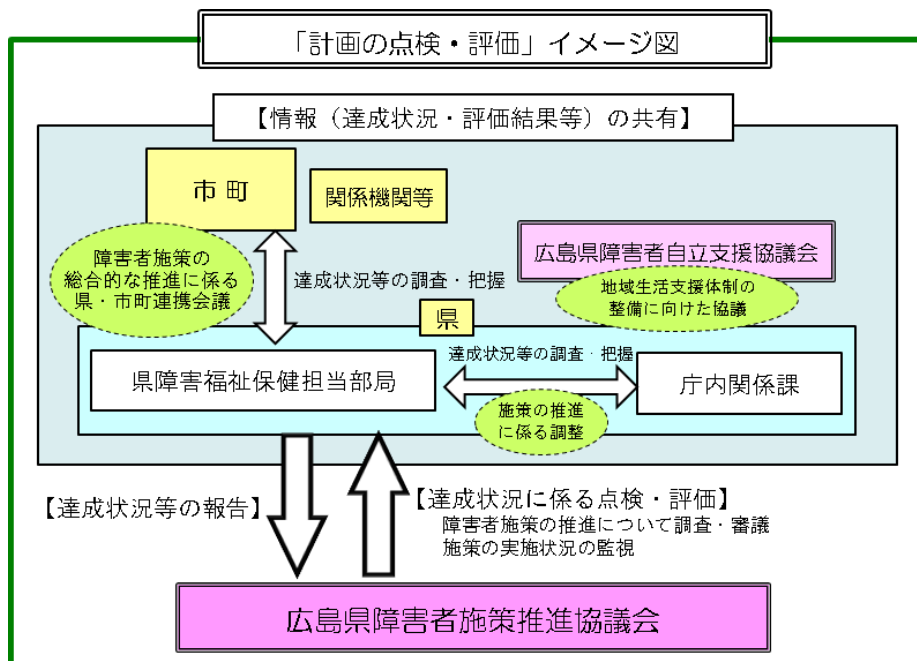 「計画の点検・評価」イメージ図
【情報（達成状況・評価結果等）の共有】
市町
関係機関等
障害者施策の
総合的な推進に係る
県・市町連携会議
達成状況等の調査・把握
広島県障害者自立支援協議会
地域生活支援体制の
整備に向けた協議
県
県障害福祉保健担当部局
達成状況等の調査・把握
施策の推進
に係る調整
庁内関係課
【達成状況等の報告】
【達成状況に係る点検・評価】
障害者施策の推進について調査・審議
施策の実施状況の監視
広島県障害者施策推進協議会